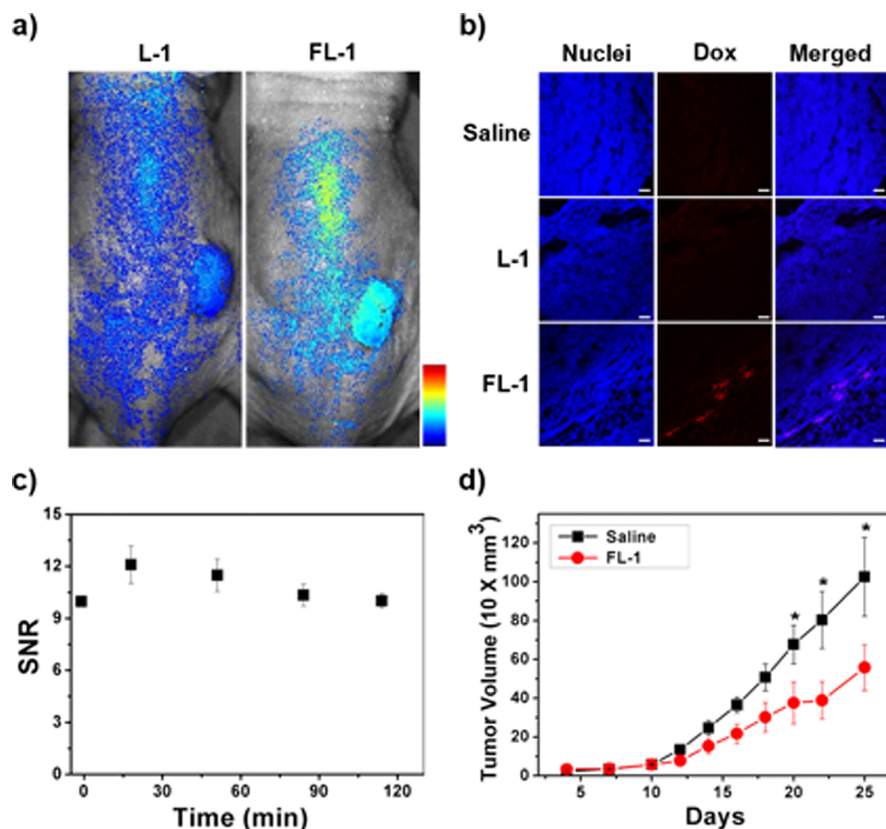 a)
L-1 FL-1
b)
Nuclei Dox Merged
Saline
L-1
FL-1
c)
15
12
9
6
3
0
SNR
0 30 60 90 120
Time (min)
d)
Saline
FL-1
120
100
80
60
40
20
0
Tumor Volume (10 X mm3)
* * *
5 10 15 20 25
Days